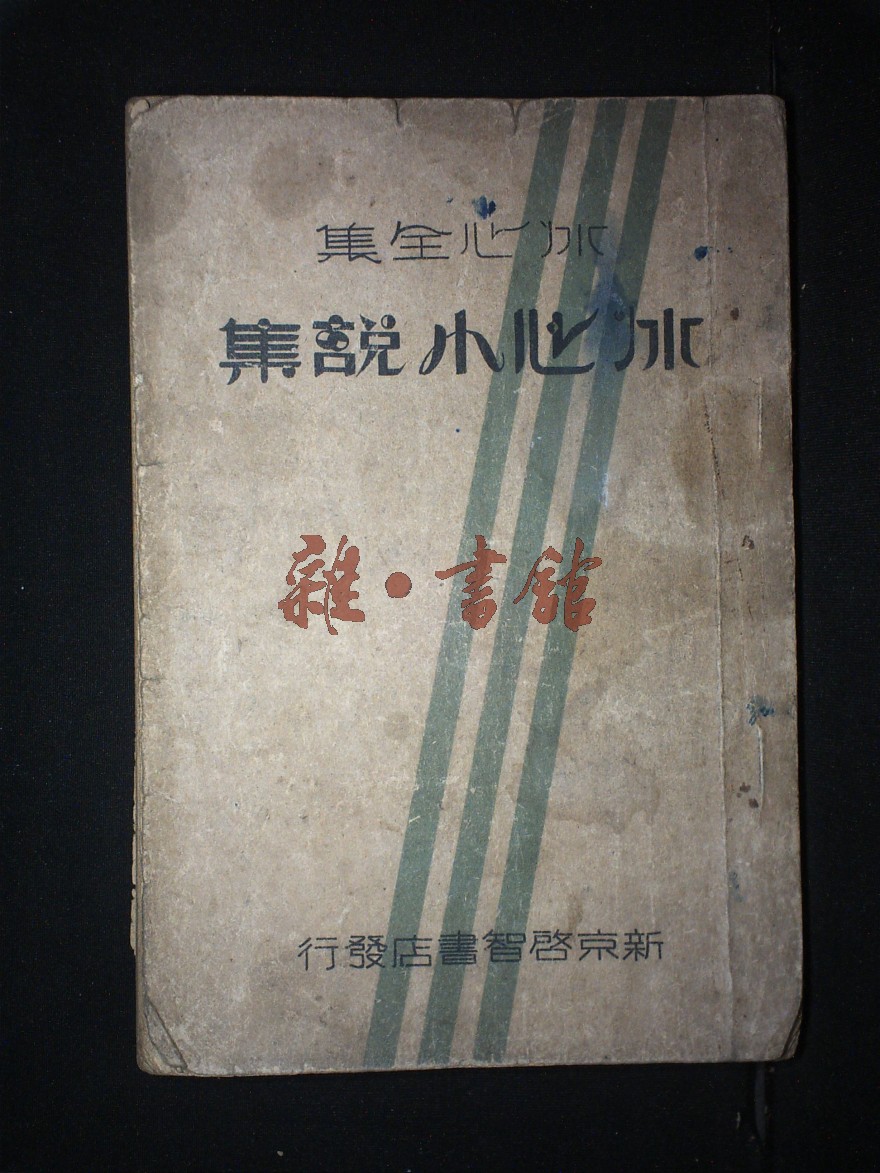 冰心全集
冰心小說集
雜·書館
新京啓智書店發行